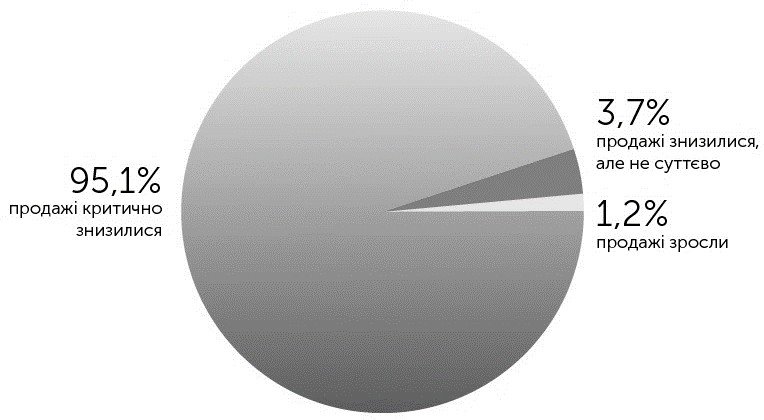 95,1%
продажі критично
знизилися
3,7%
продажі знизилися,
але не суттєво
1,2%
продажі зросли